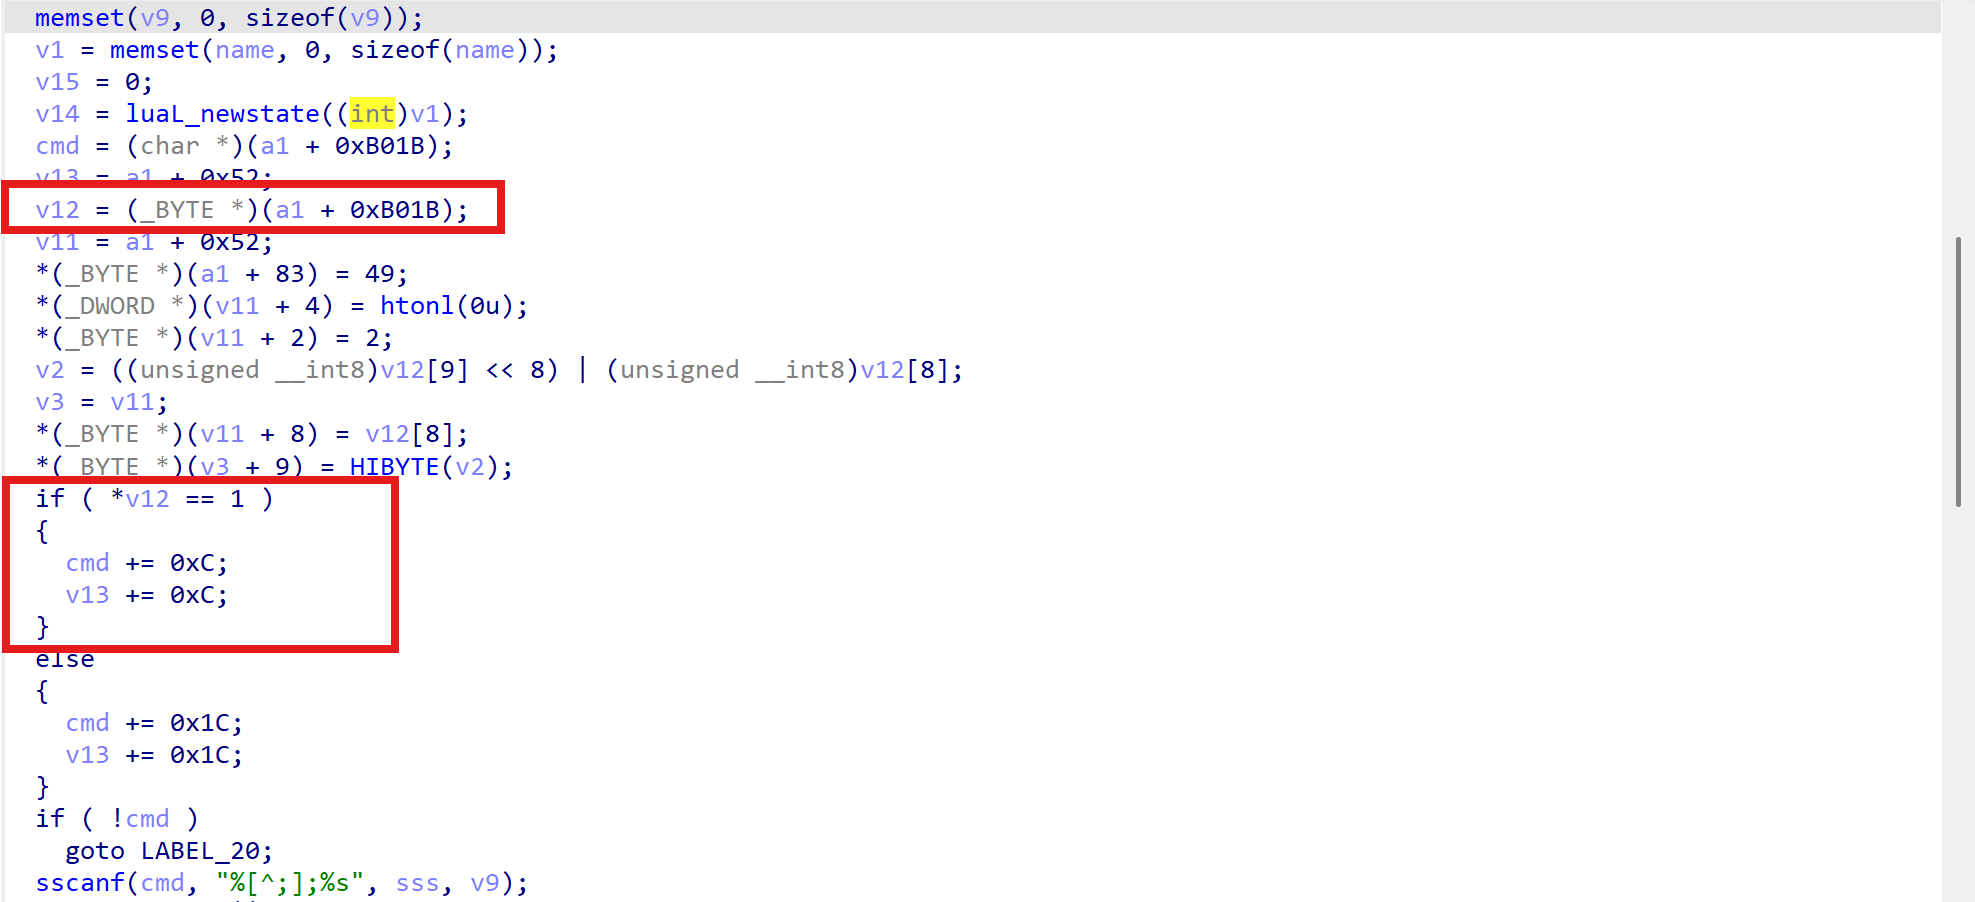 memset(v9, 0, sizeof(v9));
v1 = memset(name, 0, sizeof(name));
v15 = 0;
v14 = luaL_newstate((int)v1);
cmd = (char *)(a1 + 0xB01B);
v13 = a1 + 0x52;
v12 = (_BYTE *)(a1 + 0xB01B);
v11 = a1 + 0x52;
*(_BYTE *)(a1 + 83) = 49;
*(_DWORD *)(v11 + 4) = htonl(0u);
*(_BYTE *)(v11 + 2) = 2;
v2 = ((unsigned __int8)v12[9] << 8) | (unsigned __int8)v12[8];
v3 = v11;
*(_BYTE *)(v11 + 8) = v12[8];
*(_BYTE *)(v3 + 9) = HIBYTE(v2);
if ( *v12 == 1 )
{
cmd += 0xC;
v13 += 0xC;
}
else
{
cmd += 0x1C;
v13 += 0x1C;
}
if ( !cmd )
goto LABEL_20;
sscanf(cmd, "%[^;];%s", sss, v9);